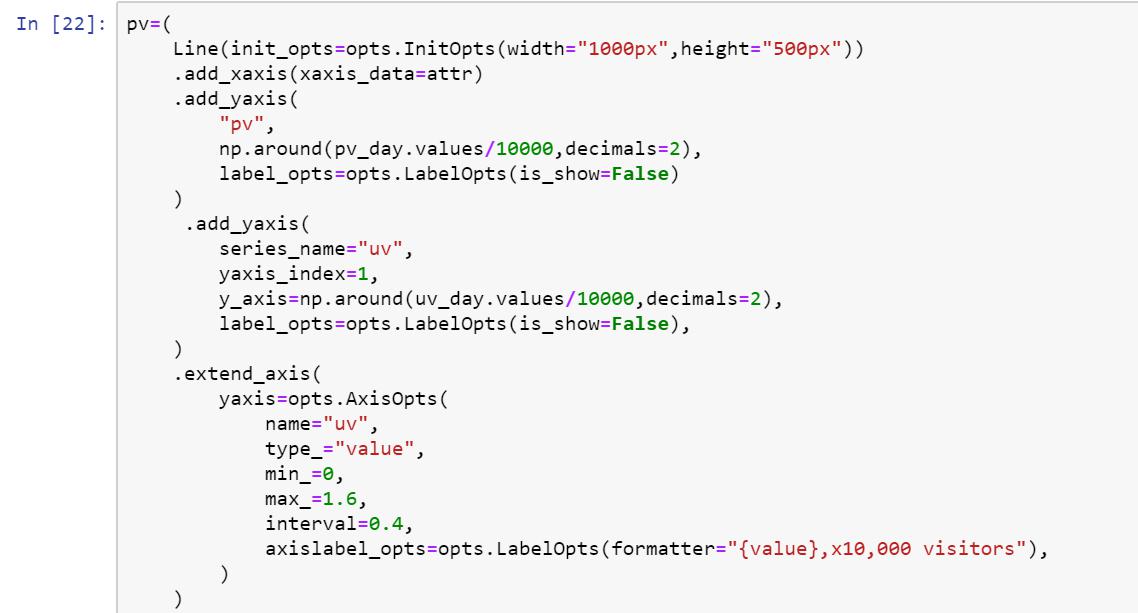 In [22]: pv=(
    Line(init_opts=opts.InitOpts(width="1000px",height="500px"))
    .add_xaxis(xaxis_data=attr)
    .add_yaxis(
        "pv",
        np.around(pv_day.values/10000,decimals=2),
        label_opts=opts.LabelOpts(is_show=False)
    )
     .add_yaxis(
        series_name="uv",
        yaxis_index=1,
        y_axis=np.around(uv_day.values/10000,decimals=2),
        label_opts=opts.LabelOpts(is_show=False),
    )
    .extend_axis(
        yaxis=opts.AxisOpts(
            name="uv",
            type_="value",
            min_=0,
            max_=1.6,
            interval=0.4,
            axislabel_opts=opts.LabelOpts(formatter="{value},x10,000 visitors"),
        )
    )